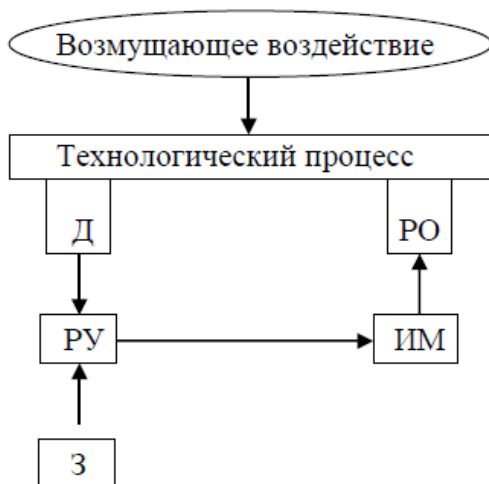 Возмущающее воздействие
Технологический процесс
Д
РО
РУ
ИМ
З